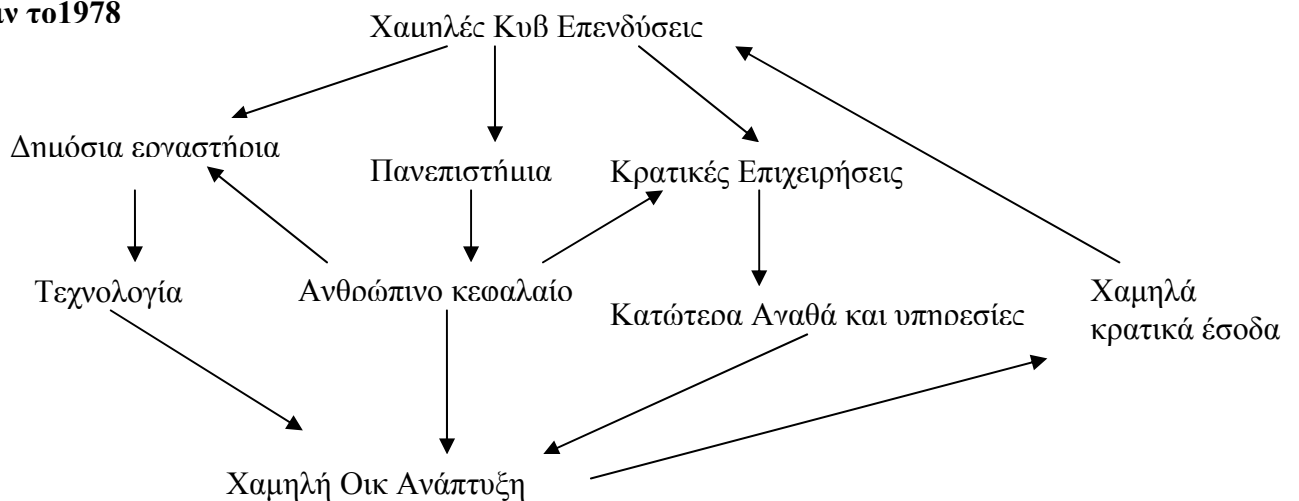 το1978
Χαμηλές Κυβ Επενδύσεις
Δημόσια εργαστήρια
Πανεπιστήμια
Κρατικές Επιχειρήσεις
Τεχνολογία
Ανθρώπινο κεφαλαίο
Κατώτερα Αγαθά και υπηρεσίες
Χαμηλά
κρατικά έσοδα
Χαμηλή Οικ Ανάπτυξη